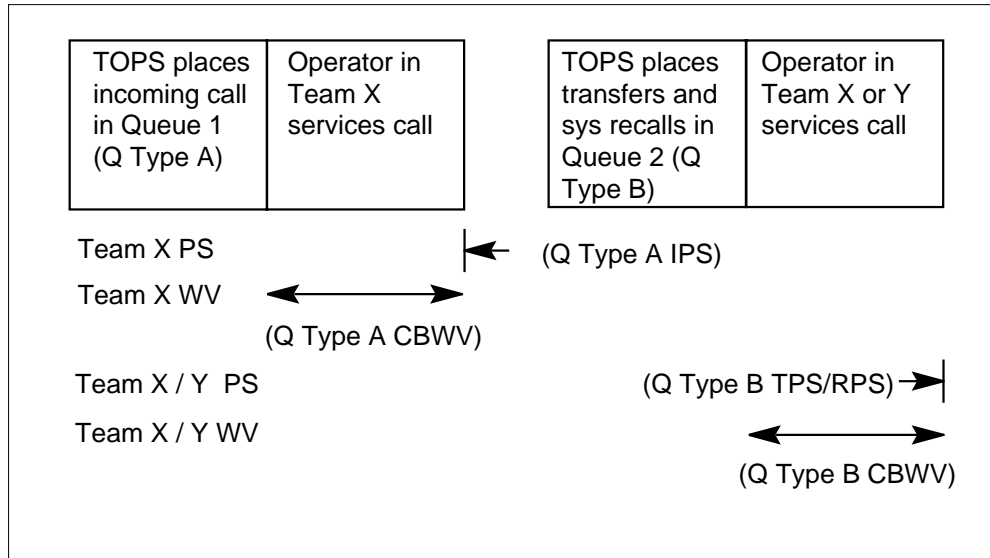 TOPS places
incoming call
in Queue 1
(Q Type A)
Operator in
Team X
services call
TOPS places
transfers and
sys recalls in
Queue 2 (Q
Type B)
Operator in
Team X or Y
services call
Team X PS
(Q Type A IPS)
Team X WV
(Q Type A CBWV)
Team X / Y PS
(Q Type B TPS/RPS)
Team X / Y WV
(Q Type B CBWV)